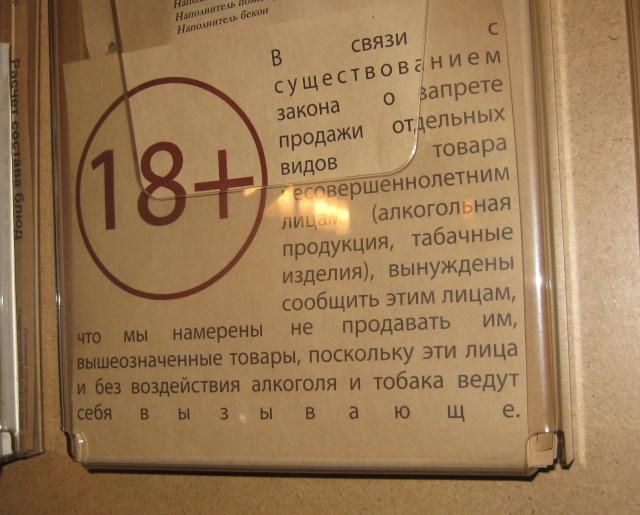 Наполнитель бекон
Расчет состава блюд
18+
В связи с
существованием
закона о запрете
продажи отдельных
видов товара
несовершеннолетним
лицам (алкогольная
продукция, табачные
изделия), вынуждены
сообщить этим лицам,
что мы намерены не продавать им,
вышеозначенные товары, поскольку эти лица
и без воздействия алкоголя и тобака ведут
себя вызывающе.